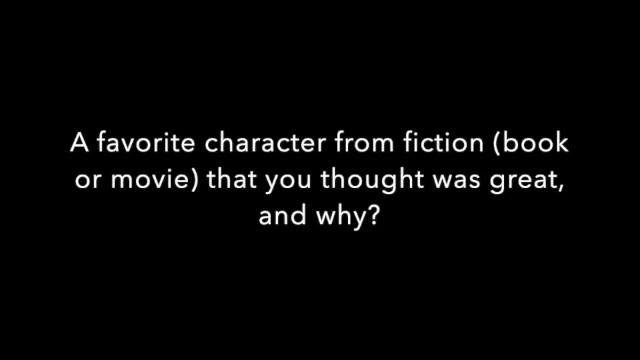 A favorite character from fiction (book
or movie) that you thought was great,
and why?